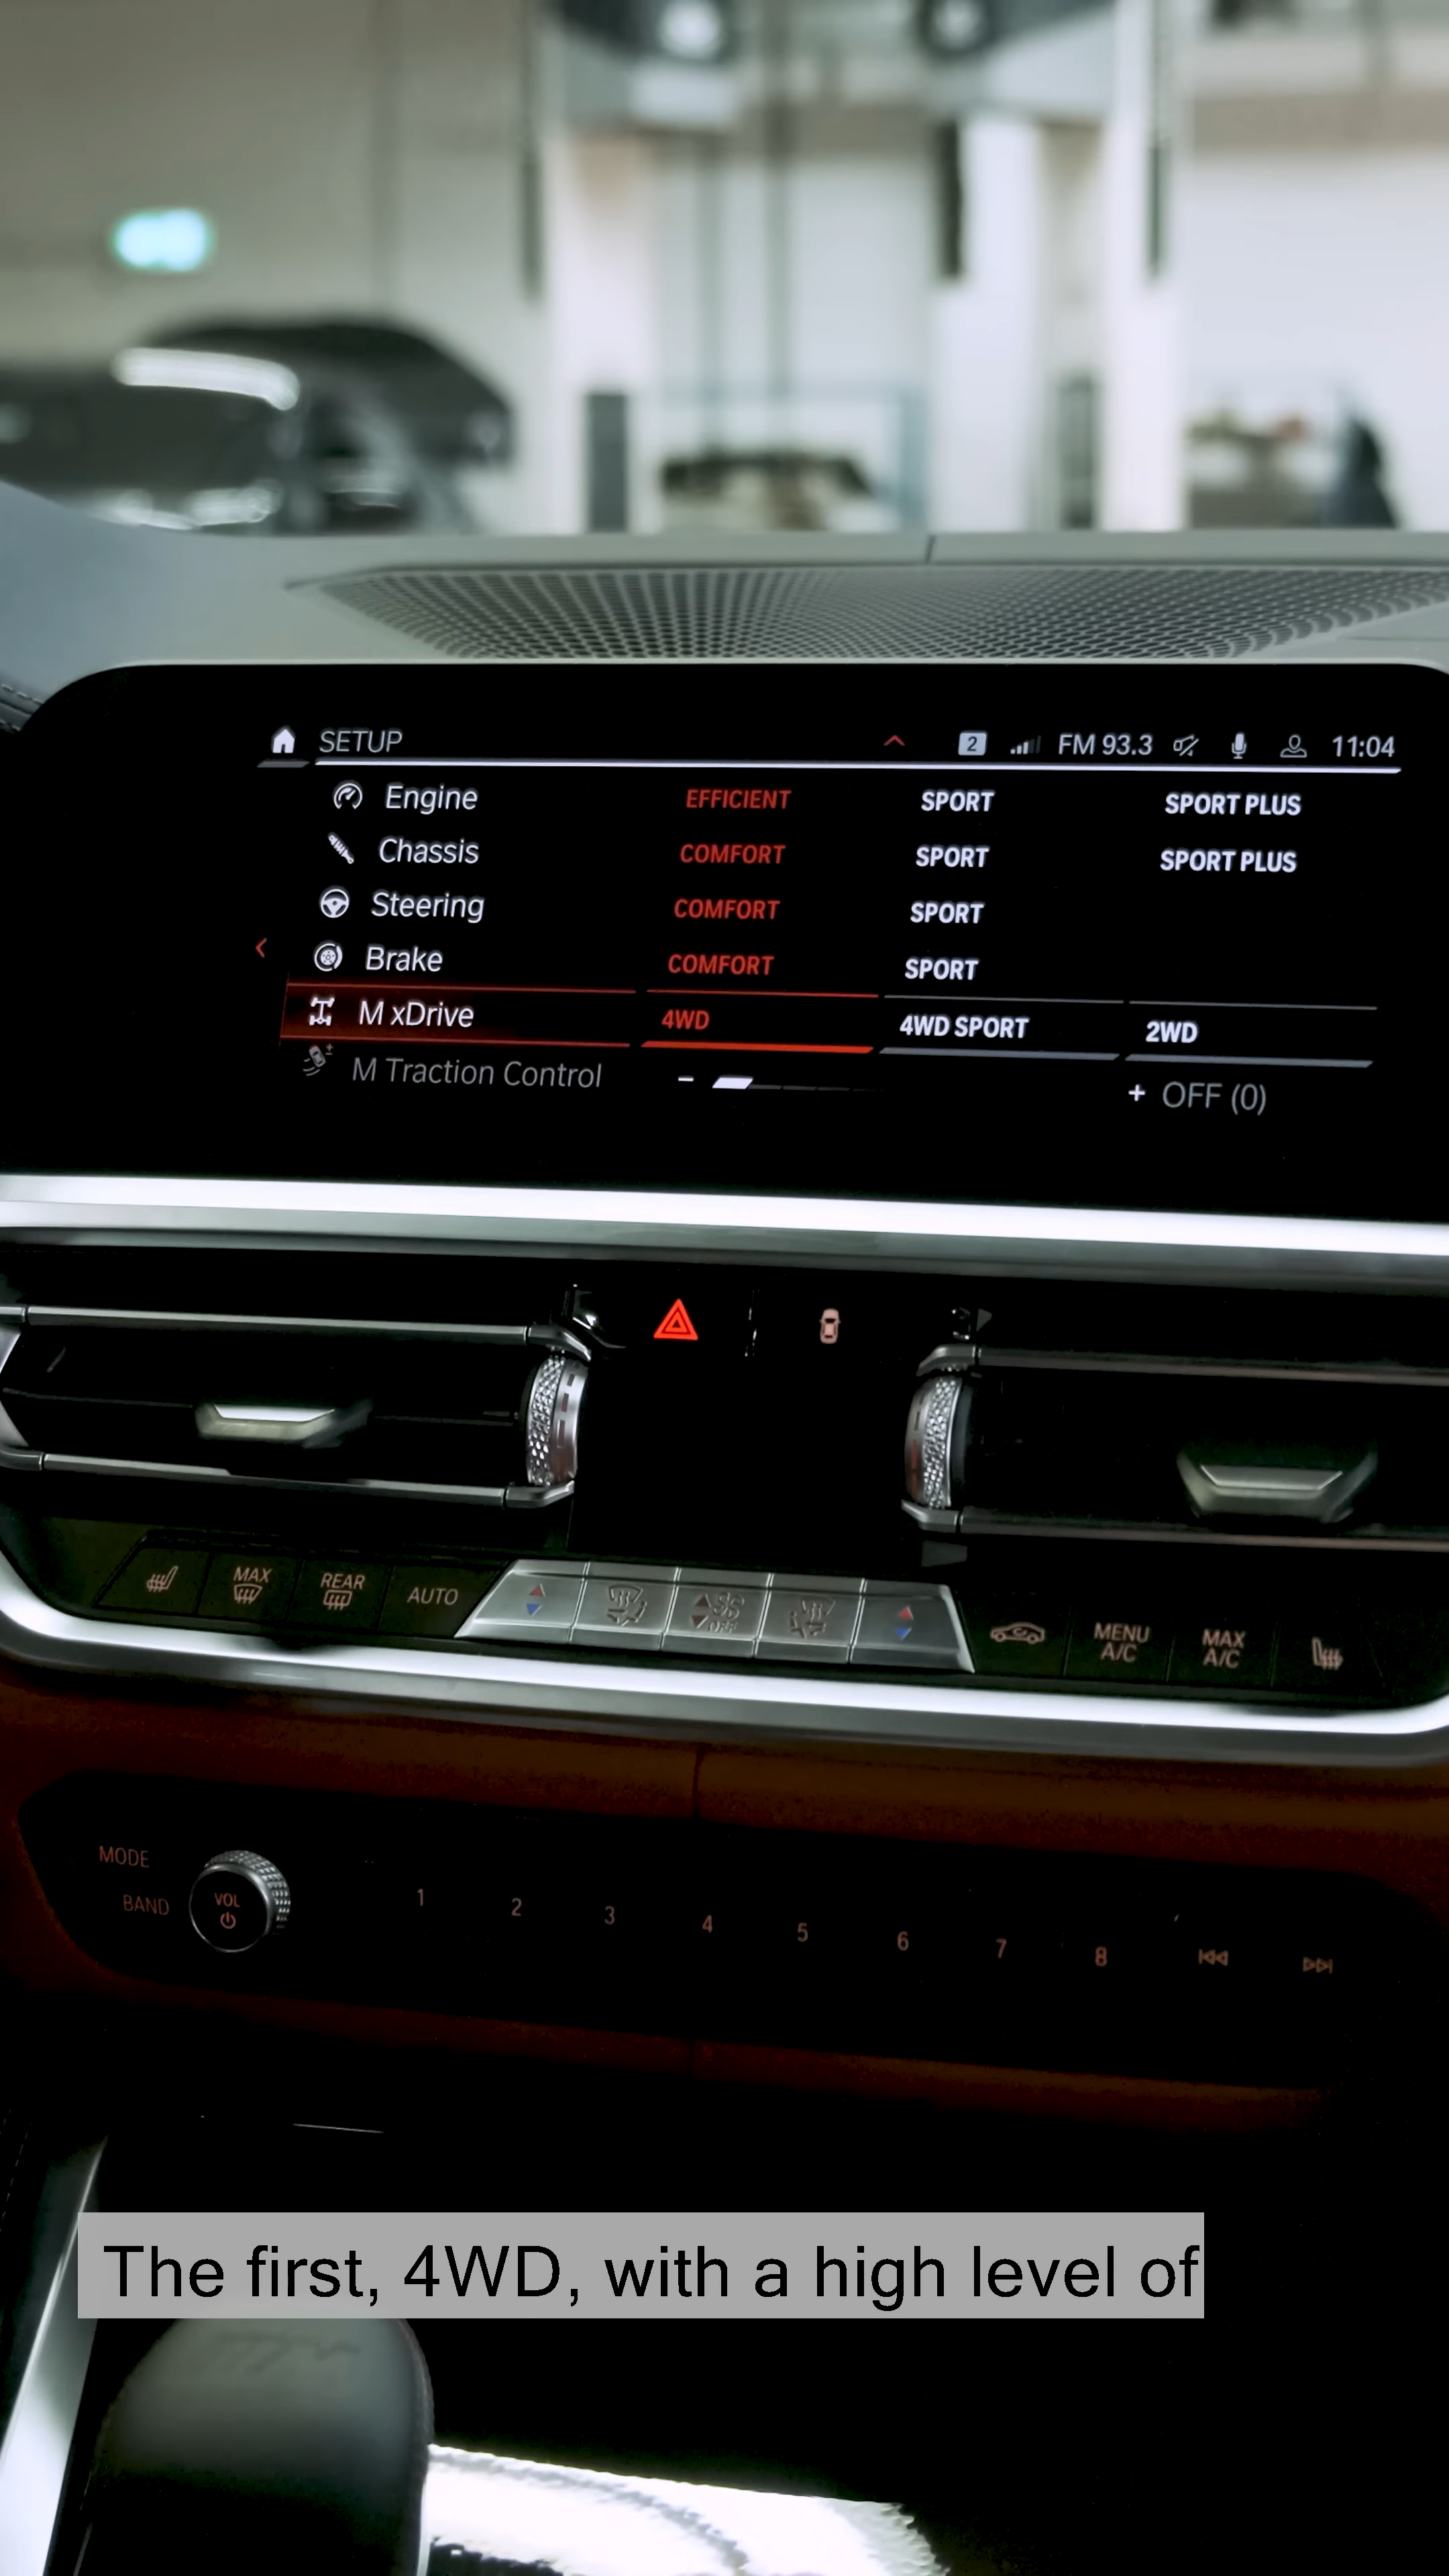 SETUP 2 FM 93.3 11:04
Engine EFFICIENT SPORT SPORT PLUS
Chassis COMFORT SPORT SPORT PLUS
Steering COMFORT SPORT
Brake COMFORT SPORT
M xDrive 4WD 4WD SPORT 2WD
M Traction Control - + OFF (0)
MAX REAR AUTO OFF MENU A/C MAX A/C
MODE
BAND VOL 1 2 3 4 5 6 7 8
The first, 4WD, with a high level of